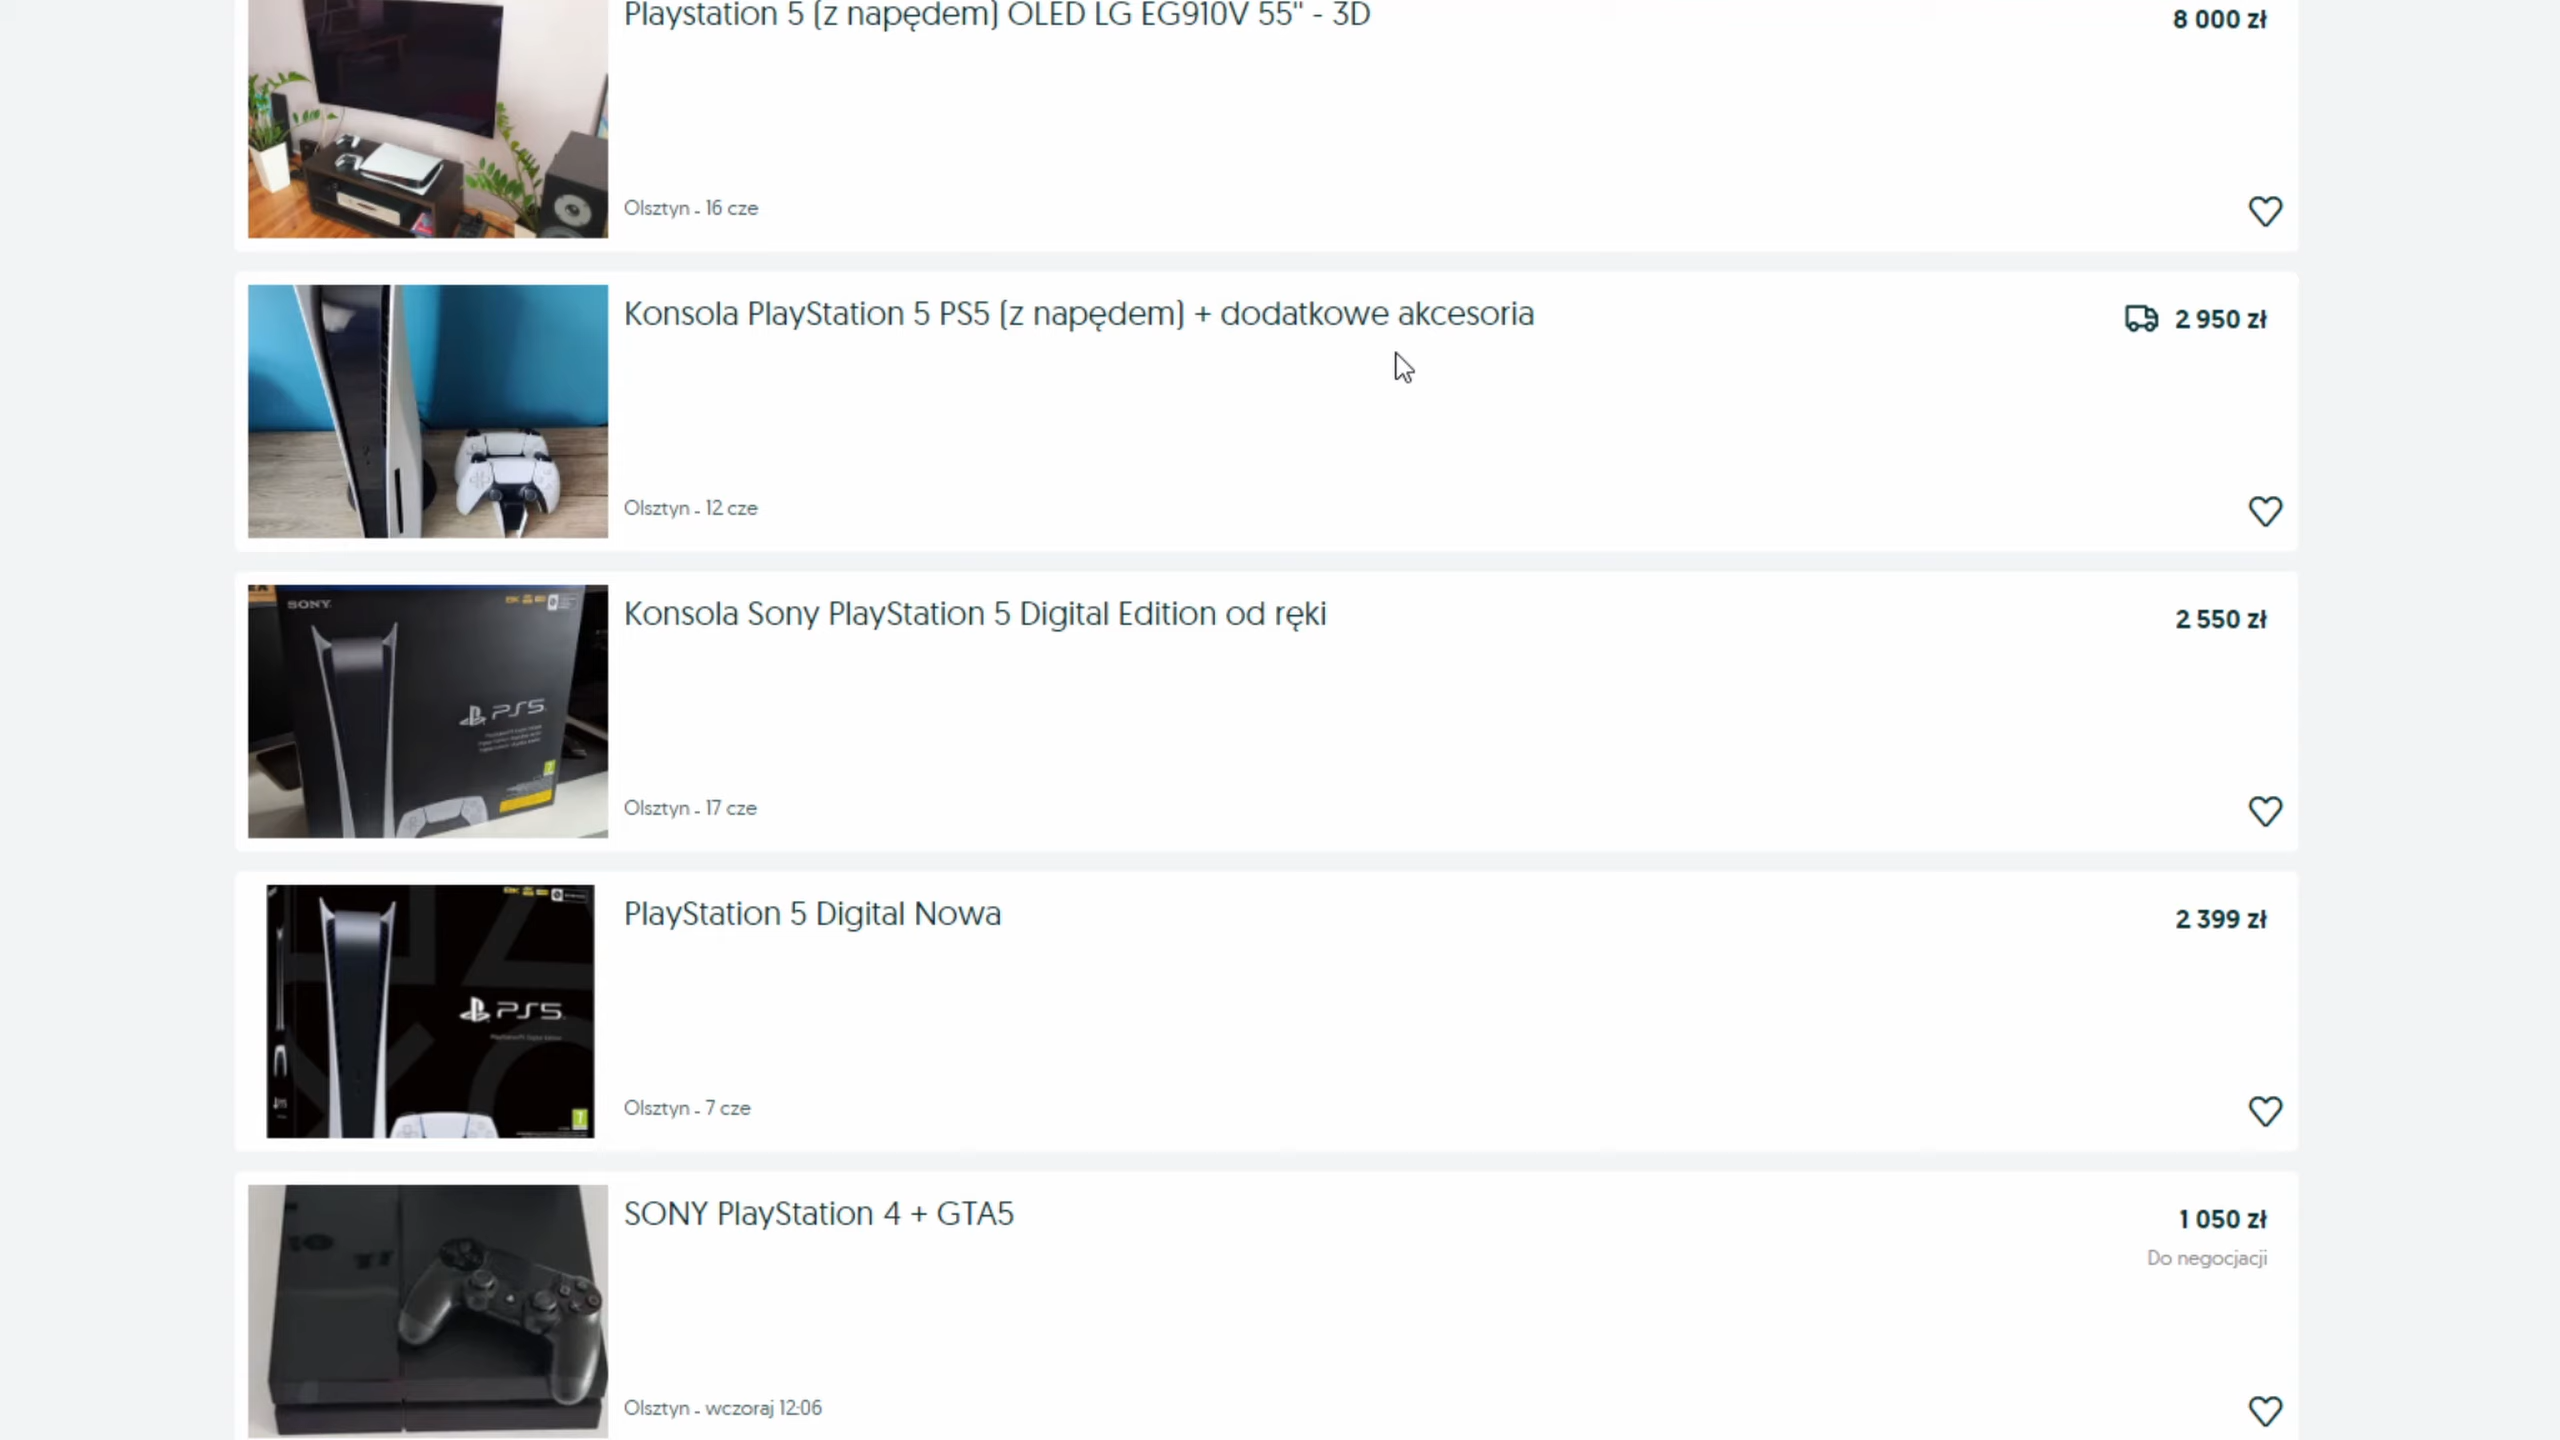 Playstation 5 (z napędem) OLED LG EG910V 55" - 3D
8 000 zł
Olsztyn - 16 cze
Konsola PlayStation 5 PS5 (z napędem) + dodatkowe akcesoria
2 950 zł
Olsztyn - 12 cze
SONY
PS5
Konsola Sony PlayStation 5 Digital Edition od ręki
2 550 zł
Olsztyn - 17 cze
PS5
PlayStation 5 Digital Nowa
2 399 zł
Olsztyn - 7 cze
SONY PlayStation 4 + GTA5
1 050 zł
Do negocjacji
Olsztyn - wczoraj 12:06